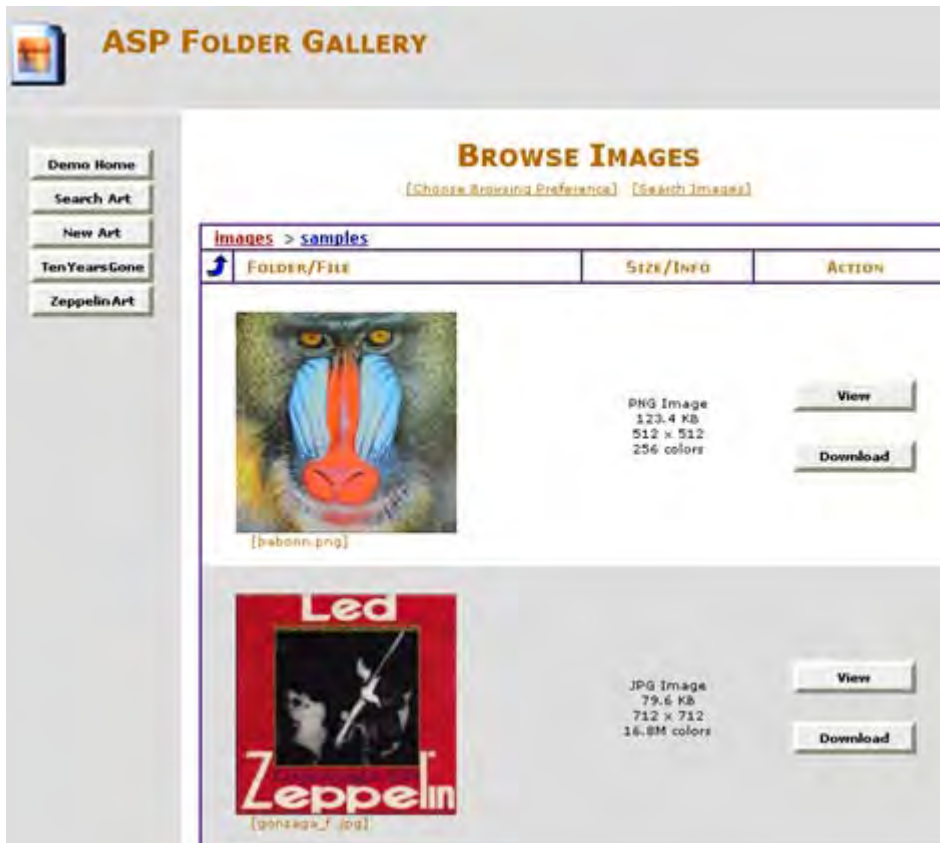 ASP FOLDER GALLERY
Demo Home
Search Art
New Art
TenYearsGone
ZeppelinArt
BROWSE IMAGES
[Choose Browsing Preference] [Search Images]
images > samples
FOLDER/FILE SIZE/INFO ACTION
PNG Image
123.4 KB
512 x 512
256 colors
View
Download
[baboon.png]
Led
Zeppelin
JPG Image
79.6 KB
712 x 712
16.8M colors
View
Download
[gonzaga_f.jpg]